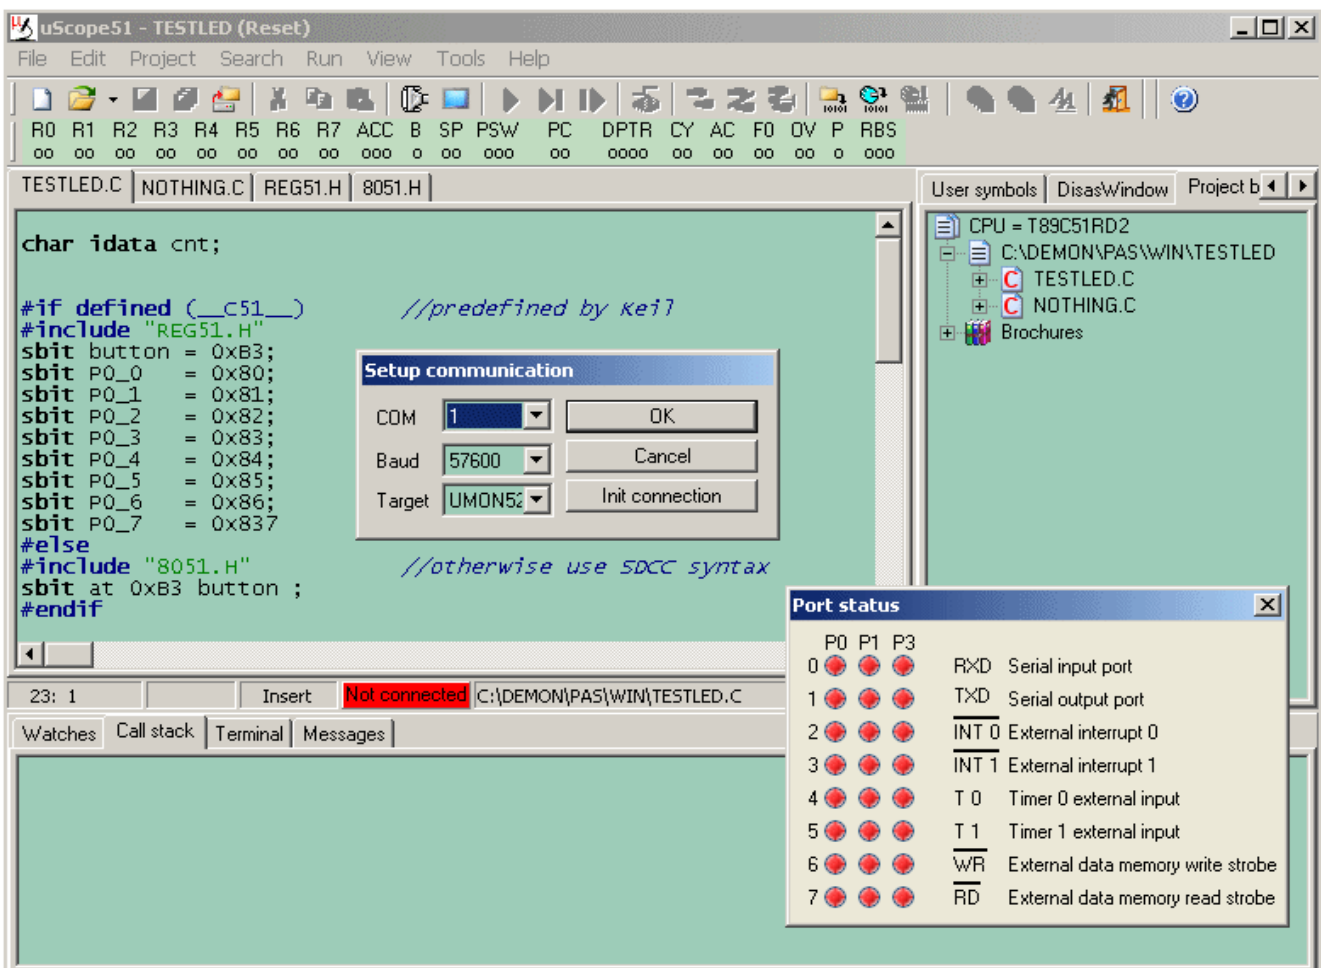 uScope51 - TESTLED (Reset)
File Edit Project Search Run View Tools Help
R0 R1 R2 R3 R4 R5 R6 R7 ACC B SP PSW PC DPTR CY AC F0 OV P RBS
00 00 00 00 00 00 00 00 000 0 00 000 00 0000 00 00 00 00 0 000
TESTLED.C NOTHING.C REG51.H 8051.H
User symbols DisasWindow Project b
char idata cnt;
#if defined (__C51__) //predefined by Keil
#include "REG51.H"
sbit button = 0xB3;
sbit P0_0 = 0x80;
sbit P0_1 = 0x81;
sbit P0_2 = 0x82;
sbit P0_3 = 0x83;
sbit P0_4 = 0x84;
sbit P0_5 = 0x85;
sbit P0_6 = 0x86;
sbit P0_7 = 0x837
#else
#include "8051.H" //otherwise use SDCC syntax
sbit at 0xB3 button ;
#endif
CPU = T89C51RD2
C:\DEMON\PAS\WIN\TESTLED
C TESTLED.C
C NOTHING.C
Brochures
Setup communication
COM 1 OK
Baud 57600 Cancel
Target UMON52 Init connection
23: 1 Insert Not connected C:\DEMON\PAS\WIN\TESTLED.C
Watches Call stack Terminal Messages
Port status
P0 P1 P3
0 RXD Serial input port
1 TXD Serial output port
2 INT 0 External interrupt 0
3 INT 1 External interrupt 1
4 T 0 Timer 0 external input
5 T 1 Timer 1 external input
6 WR External data memory write strobe
7 RD External data memory read strobe